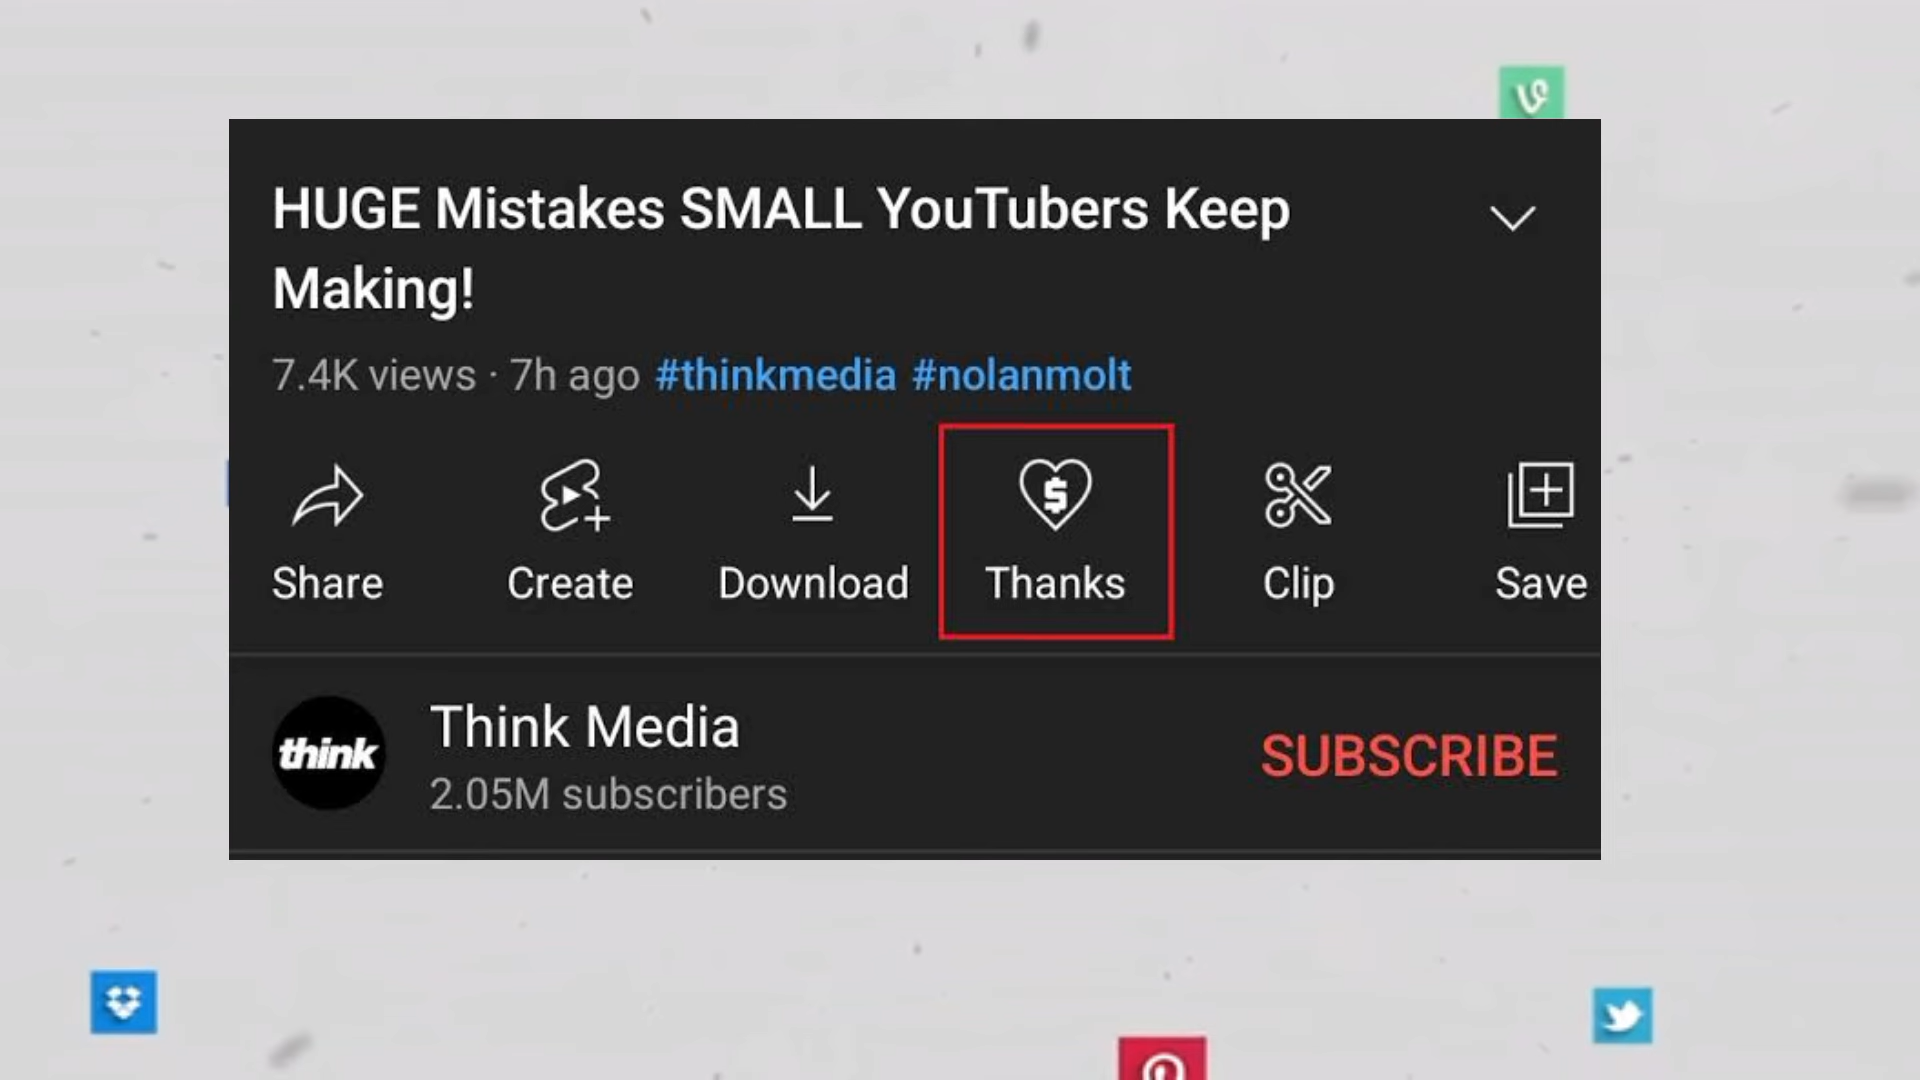 HUGE Mistakes SMALL YouTubers Keep
Making!
7.4K views · 7h ago #thinkmedia #nolanmolt
Share Create Download Thanks Clip Save
think
Think Media
2.05M subscribers
SUBSCRIBE